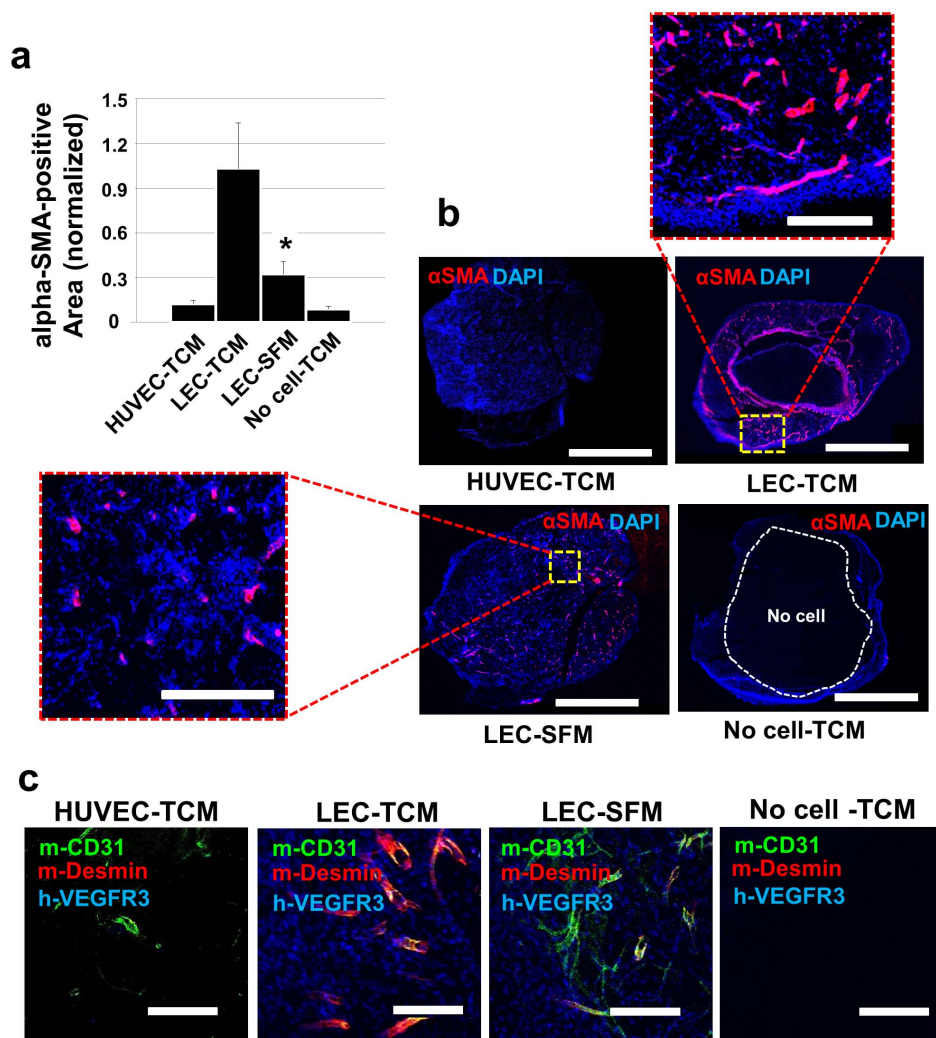 a
alpha-SMA-positive
Area (normalized)
1.5
1.2
0.9
0.6
0.3
0
*
HUVEC-TCM
LEC-TCM
LEC-SFM
No cell-TCM
b
αSMA DAPI
HUVEC-TCM
αSMA DAPI
LEC-TCM
αSMA DAPI
LEC-SFM
αSMA DAPI
No cell
No cell-TCM
c
HUVEC-TCM
m-CD31
m-Desmin
h-VEGFR3
LEC-TCM
m-CD31
m-Desmin
h-VEGFR3
LEC-SFM
m-CD31
m-Desmin
h-VEGFR3
No cell -TCM
m-CD31
m-Desmin
h-VEGFR3